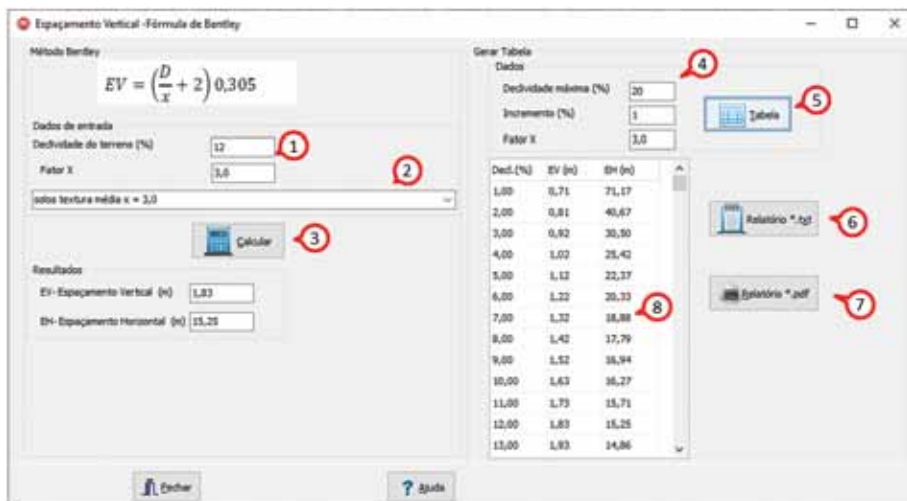 Espaçamento Vertical -Fórmula de Bentley
Método Bentley
EV = (D/x + 2) 0,305
Dados de entrada
Declividade do terreno (%) 12 1
Fator X 3,0
2
solos textura média x = 3,0
Calcular 3
Resultados
EV-Espaçamento Vertical (m) 1,83
EH-Espaçamento Horizontal (m) 15,25
Fechar
? Ajuda
Gerar Tabela
Dados
Declividade máxima (%) 20 4
Incremento (%) 1
Fator X 3,0
Tabela 5
Decl.(%) EV (m) EH (m)
1,00 0,71 71,17
2,00 0,81 40,67
3,00 0,92 30,50
4,00 1,02 25,42
5,00 1,12 22,37
6,00 1,22 20,33
7,00 1,32 18,88
8,00 1,42 17,79
9,00 1,52 16,94
10,00 1,63 16,27
11,00 1,73 15,71
12,00 1,83 15,25
13,00 1,93 14,86
8
Relatório *.txt 6
Relatório *.pdf 7